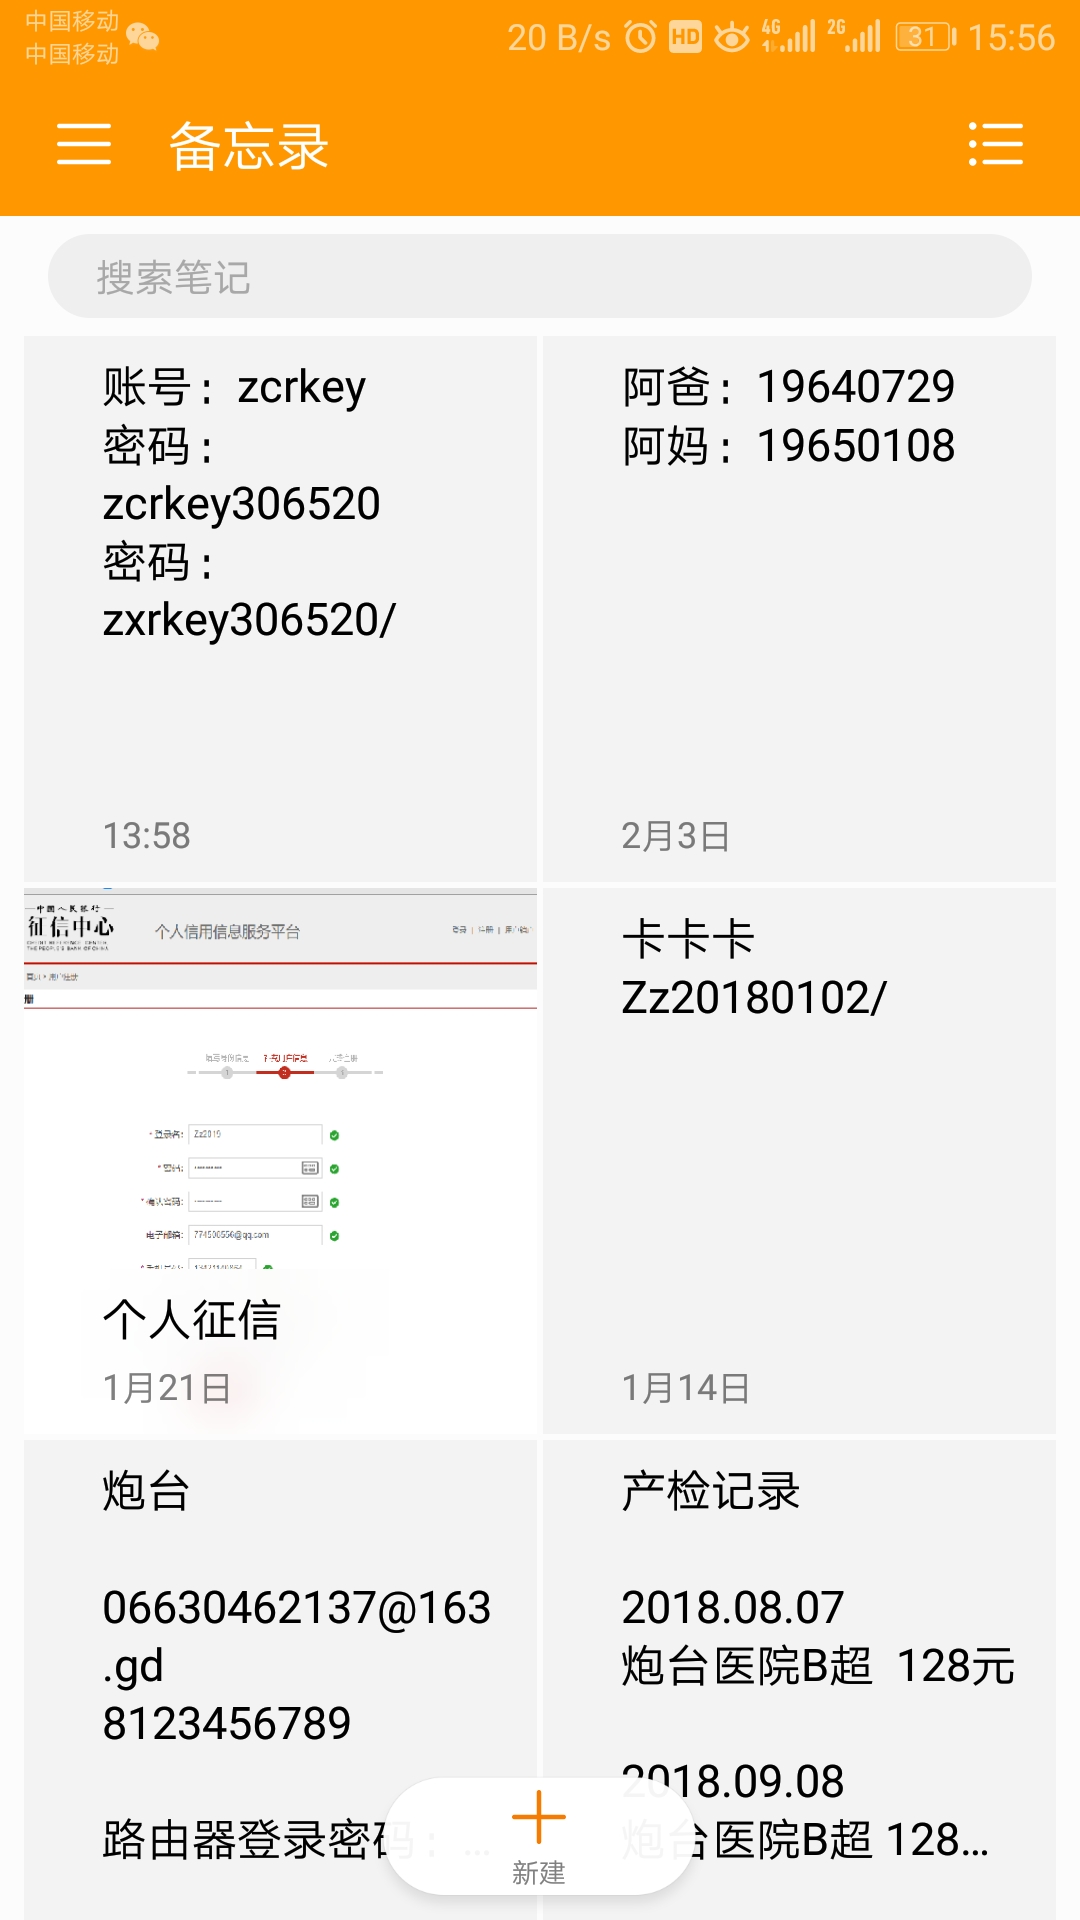 中国移动
中国移动
20 B/s HD 4G 2G 31 15:56
备忘录
搜索笔记
账号：zcrkey
密码：
zcrkey306520
密码：
zxrkey306520/
13:58
阿爸：19640729
阿妈：19650108
2月3日
中国人民银行
征信中心
个人信用信息服务平台
个人征信
1月21日
卡卡卡
Zz20180102/
1月14日
炮台
06630462137@163
.gd
8123456789
路由器登录密码：...
产检记录
2018.08.07
炮台医院B超 128元
2018.09.08
炮台医院B超 128...
新建